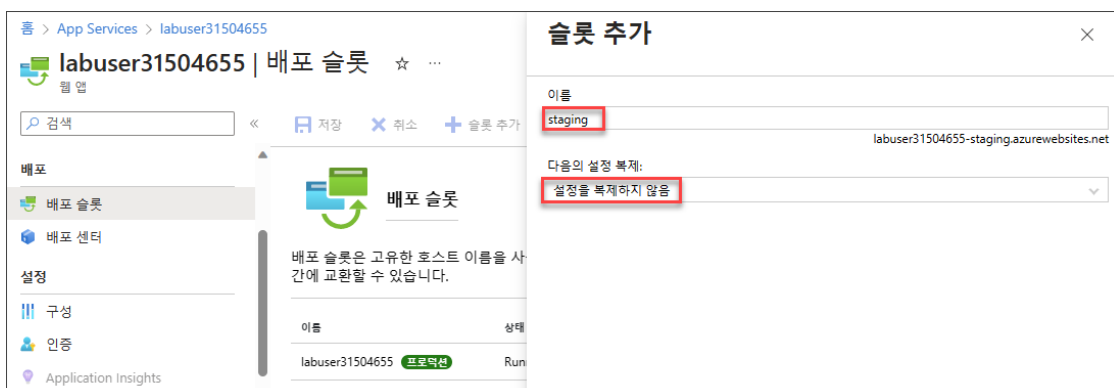 홈 > App Services > labuser31504655
labuser31504655 | 배포 슬롯
웹 앱
검색
저장 취소 슬롯 추가
배포
배포 슬롯
배포 센터
설정
구성
인증
Application Insights
배포 슬롯
배포 슬롯은 고유한 호스트 이름을 사
간에 교환할 수 있습니다.
이름 상태
labuser31504655 프로덕션 Run
슬롯 추가
이름
staging
labuser31504655-staging.azurewebsites.net
다음의 설정 복제:
설정을 복제하지 않음